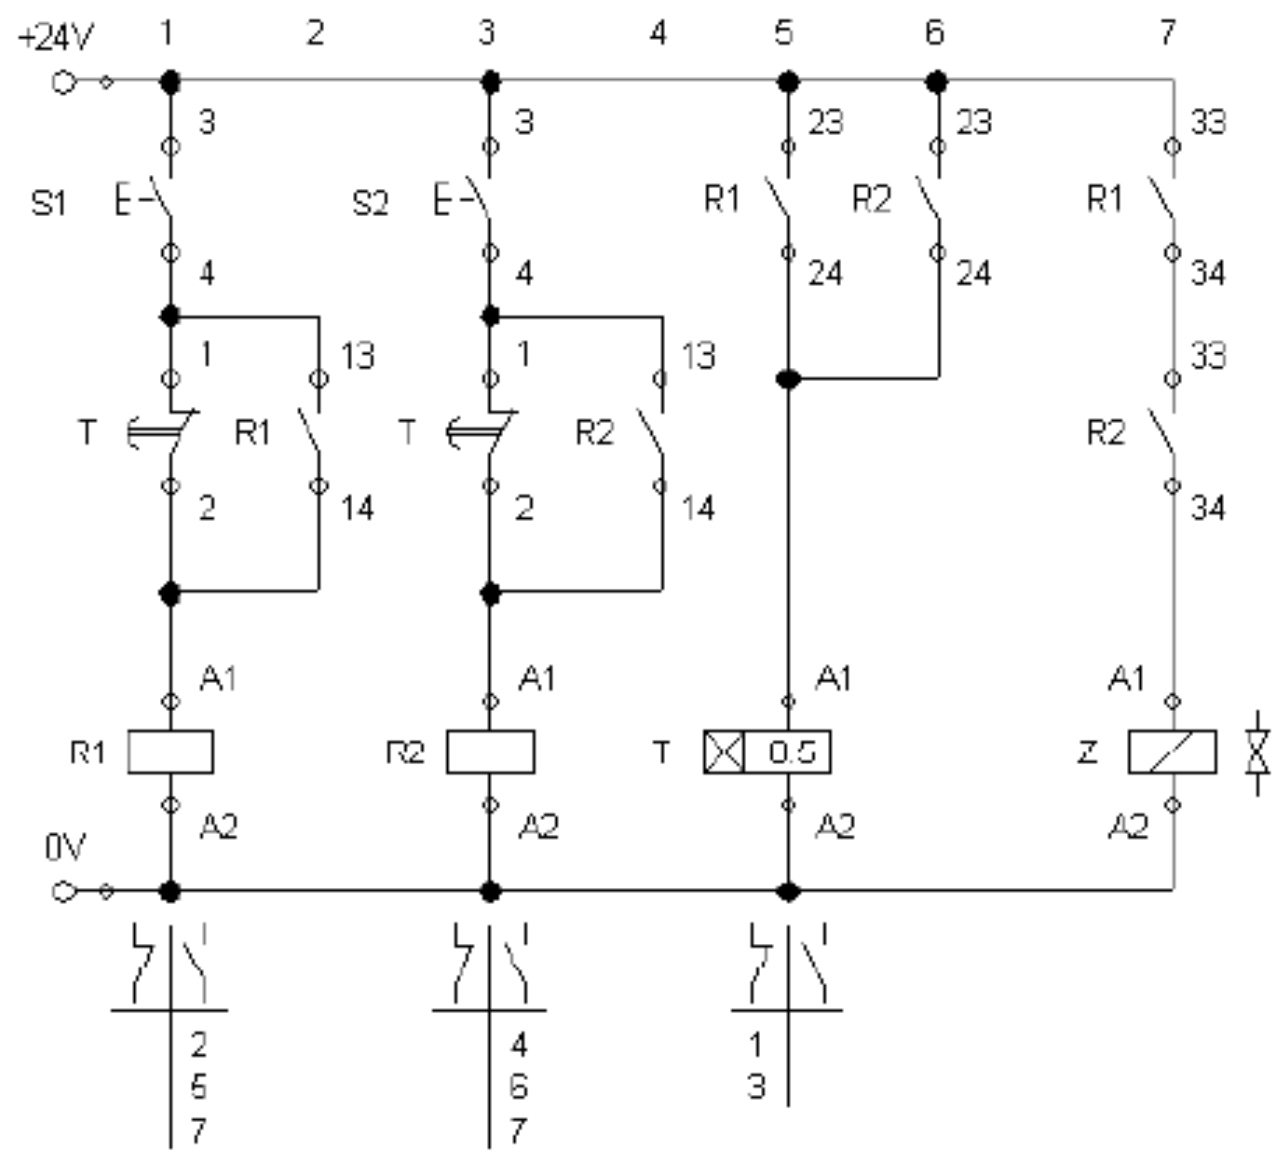 +24V 1 2 3 4 5 6 7
3 3 23 23 33
S1 E S2 E R1 R2 R1
4 4 24 24 34
1 13 1 13 33
T R1 T R2 R2
2 14 2 14 34
A1 A1 A1 A1
R1 R2 T 0.5 Z
A2 A2 A2 A2
0V
2 4 1
5 6 3
7 7